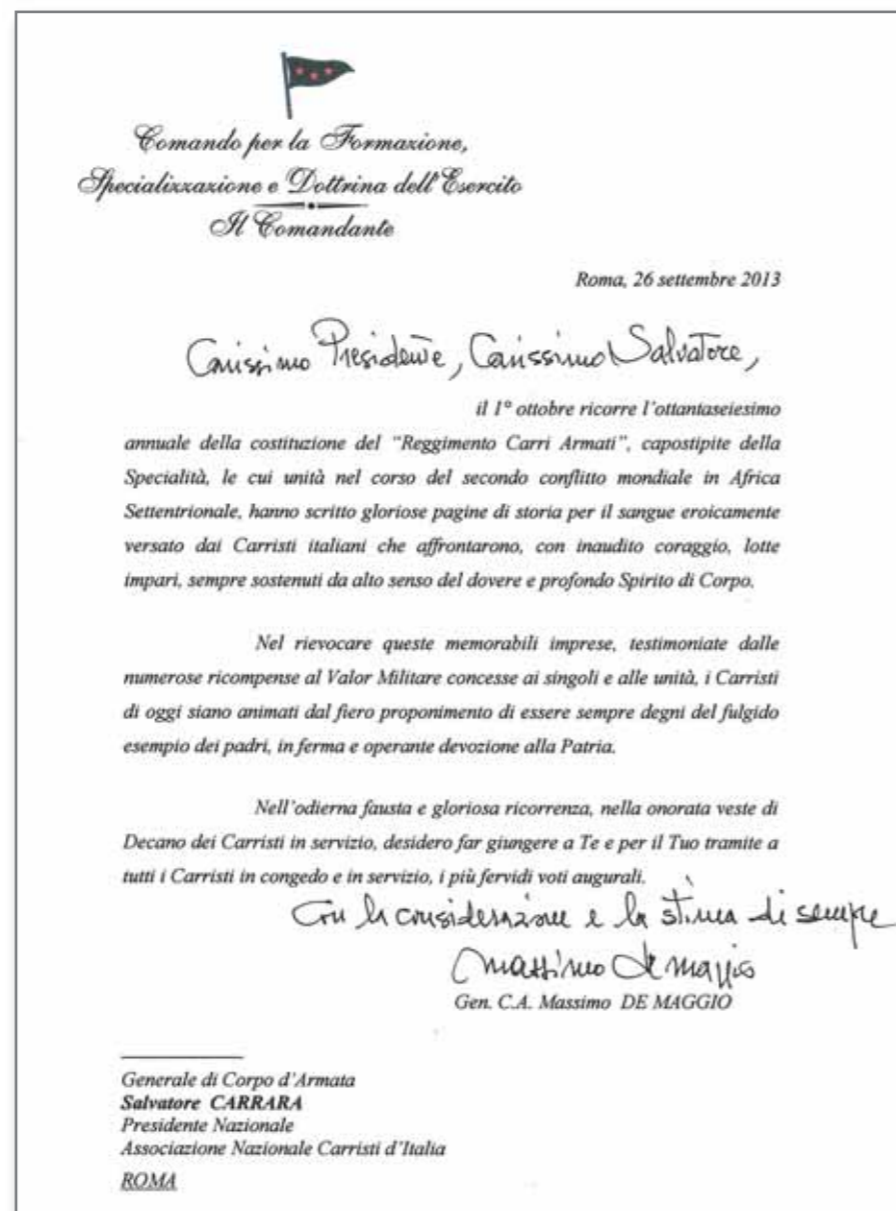 Comando per la Formazione,
Specializzazione e Dottrina dell'Esercito
Il Comandante
Roma, 26 settembre 2013
Carissimo Presidente, Carissimo Salvatore,
il 1° ottobre ricorre l'ottantaseiesimo
annuale della costituzione del "Reggimento Carri Armati", capostipite della
Specialità, le cui unità nel corso del secondo conflitto mondiale in Africa
Settentrionale, hanno scritto gloriose pagine di storia per il sangue eroicamente
versato dai Carristi italiani che affrontarono, con inaudito coraggio, lotte
impari, sempre sostenuti da alto senso del dovere e profondo Spirito di Corpo.
Nel rievocare queste memorabili imprese, testimoniate dalle
numerose ricompense al Valor Militare concesse ai singoli e alle unità, i Carristi
di oggi siano animati dal fiero proponimento di essere sempre degni del fulgido
esempio dei padri, in ferma e operante devozione alla Patria.
Nell'odierna fausta e gloriosa ricorrenza, nella onorata veste di
Decano dei Carristi in servizio, desidero far giungere a Te e per il Tuo tramite a
tutti i Carristi in congedo e in servizio, i più fervidi voti augurali.
Con la considerazione e la stima di sempre
Massimo De Maggio
Gen. C.A. Massimo DE MAGGIO
Generale di Corpo d'Armata
Salvatore CARRARA
Presidente Nazionale
Associazione Nazionale Carristi d'Italia
ROMA